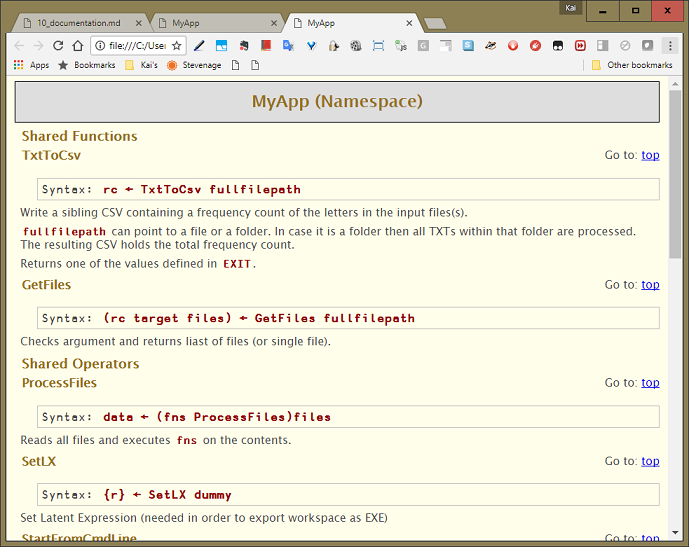 Kai
10_documentation.md
MyApp
MyApp
file:///C:/User
Apps
Bookmarks
Kai's
Stevenage
Other bookmarks
MyApp (Namespace)
Shared Functions
TxtToCsv
Go to: top
Syntax: rc ← TxtToCsv fullfilepath
Write a sibling CSV containing a frequency count of the letters in the input files(s).
fullfilepath can point to a file or a folder. In case it is a folder then all TXTs within that folder are processed.
The resulting CSV holds the total frequency count.
Returns one of the values defined in EXIT.
GetFiles
Go to: top
Syntax: (rc target files) ← GetFiles fullfilepath
Checks argument and returns liast of files (or single file).
Shared Operators
ProcessFiles
Go to: top
Syntax: data ← (fns ProcessFiles)files
Reads all files and executes fns on the contents.
SetLX
Go to: top
Syntax: {r} ← SetLX dummy
Set Latent Expression (needed in order to export workspace as EXE)
StartFromCmdLine
Go to: top